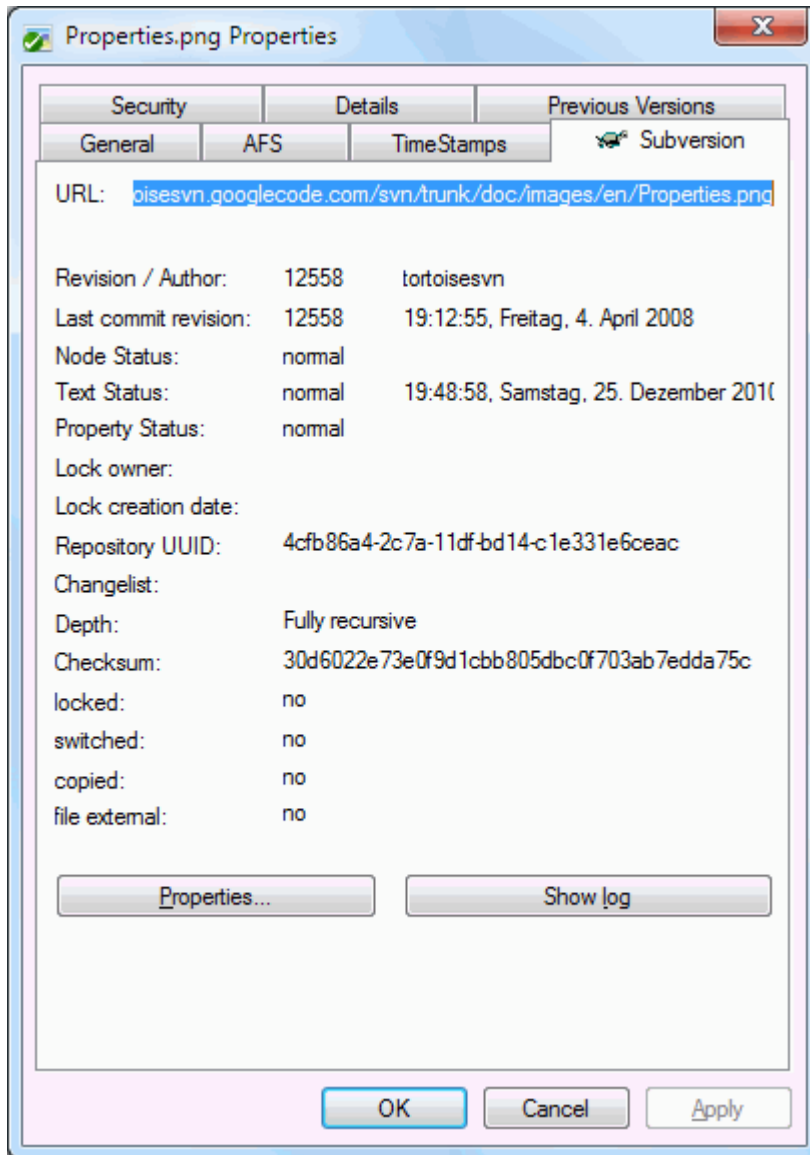 Properties.png Properties
Security Details Previous Versions
General AFS TimeStamps Subversion
URL: oisesvn.googlecode.com/svn/trunk/doc/images/en/Properties.png
Revision / Author: 12558 tortoisesvn
Last commit revision: 12558 19:12:55, Freitag, 4. April 2008
Node Status: normal
Text Status: normal 19:48:58, Samstag, 25. Dezember 2010
Property Status: normal
Lock owner:
Lock creation date:
Repository UUID: 4cfb86a4-2c7a-11df-bd14-c1e331e6ceac
Changelist:
Depth: Fully recursive
Checksum: 30d6022e73e0f9d1cbb805dbc0f703ab7edda75c
locked: no
switched: no
copied: no
file external: no
Properties... Show log
OK Cancel Apply